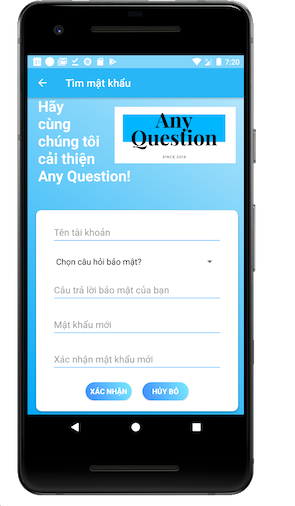 7:20
Tìm mật khẩu
Hãy
cùng
chúng tôi
cải thiện
Any Question!
Any
Question
SINCE 2019
Tên tài khoản
Chọn câu hỏi bảo mật?
Câu trả lời bảo mật của bạn
Mật khẩu mới
Xác nhận mật khẩu mới
XÁC NHẬN
HỦY BỎ